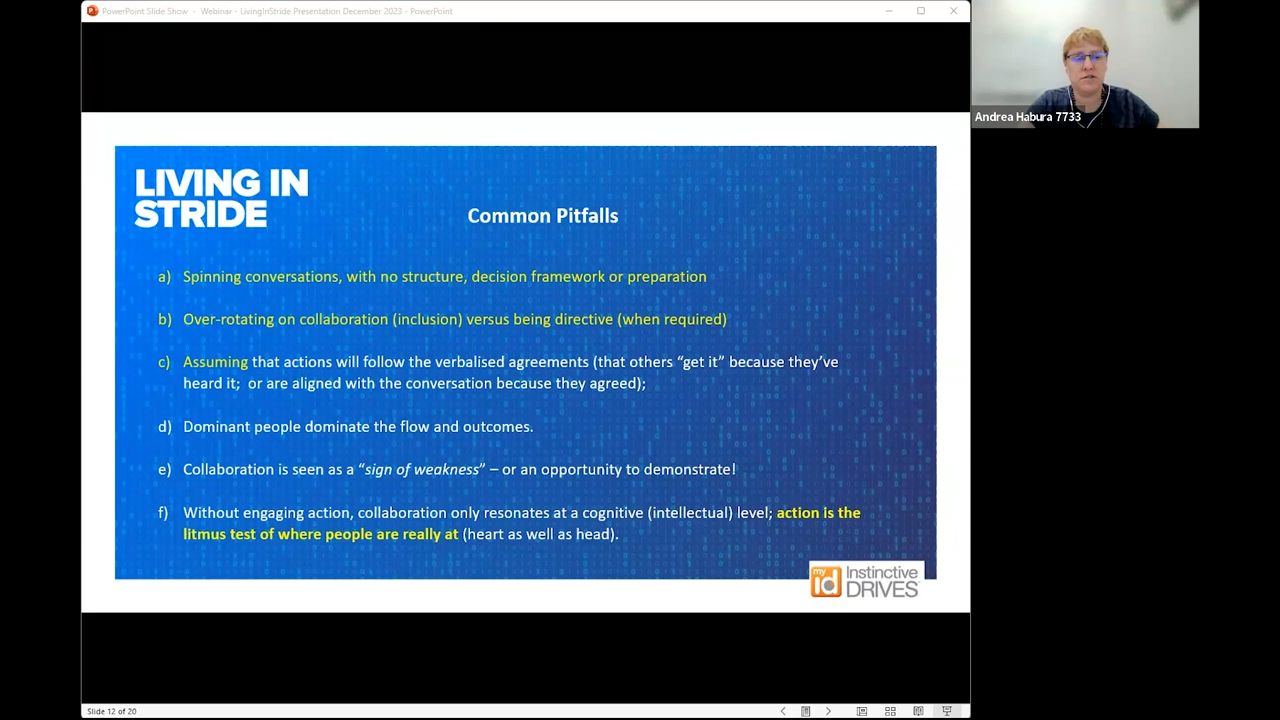 PowerPoint Slide Show - Webinar - LivingInStride Presentation December 2023 - PowerPoint
Andrea Habura 7733
LIVING IN
STRIDE
Common Pitfalls
a) Spinning conversations, with no structure, decision framework or preparation
b) Over-rotating on collaboration (inclusion) versus being directive (when required)
c) Assuming that actions will follow the verbalised agreements (that others “get it” because they’ve
heard it; or are aligned with the conversation because they agreed);
d) Dominant people dominate the flow and outcomes.
e) Collaboration is seen as a “sign of weakness” – or an opportunity to demonstrate!
f) Without engaging action, collaboration only resonates at a cognitive (intellectual) level; action is the
litmus test of where people are really at (heart as well as head).
my
id
Instinctive
DRIVES
Slide 12 of 20